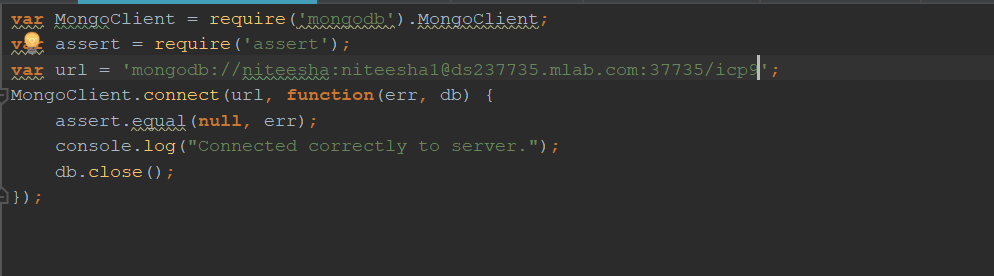 var MongoClient = require('mongodb').MongoClient;
var assert = require('assert');
var url = 'mongodb://niteesha:niteesha1@ds237735.mlab.com:37735/icp9';
MongoClient.connect(url, function(err, db) {
    assert.equal(null, err);
    console.log("Connected correctly to server.");
    db.close();
});